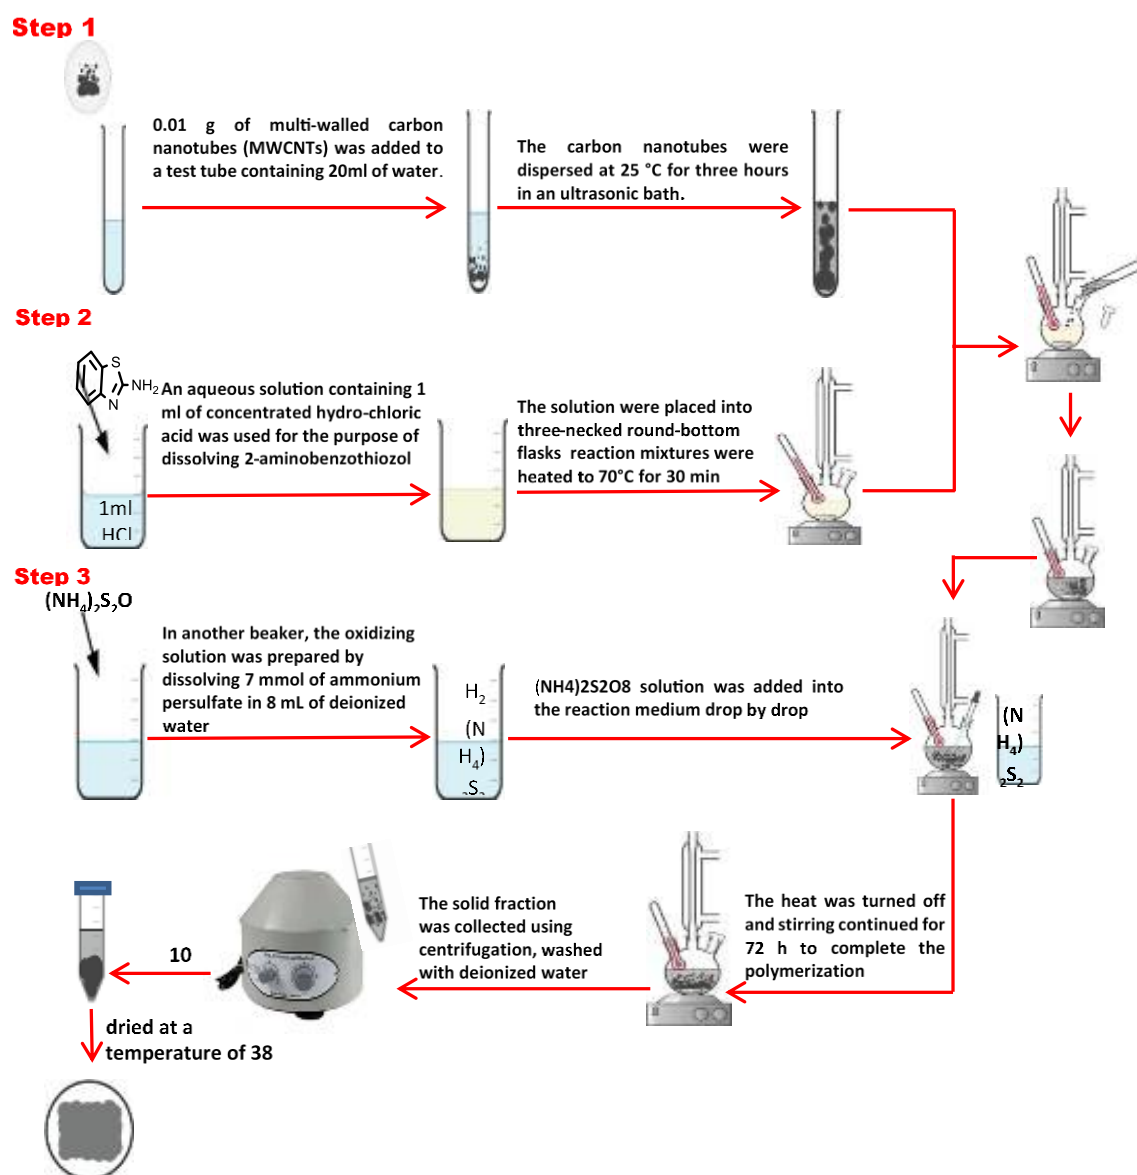 Step 1
0.01 g of multi-walled carbon
nanotubes (MWCNTs) was added to
a test tube containing 20ml of water.
The carbon nanotubes were
dispersed at 25 °C for three hours
in an ultrasonic bath.
Step 2
S
N
NH2
An aqueous solution containing 1
ml of concentrated hydro-chloric
acid was used for the purpose of
dissolving 2-aminobenzothiozol
The solution were placed into
three-necked round-bottom
flasks reaction mixtures were
heated to 70°C for 30 min
1ml
HCl
Step 3
(NH4)2S2O
In another beaker, the oxidizing
solution was prepared by
dissolving 7 mmol of ammonium
persulfate in 8 mL of deionized
water
H2
(N
H4)
2S2
(NH4)2S2O8 solution was added into
the reaction medium drop by drop
(N
H4)
2S2
The heat was turned off
and stirring continued for
72 h to complete the
polymerization
The solid fraction
was collected using
centrifugation, washed
with deionized water
10
dried at a
temperature of 38